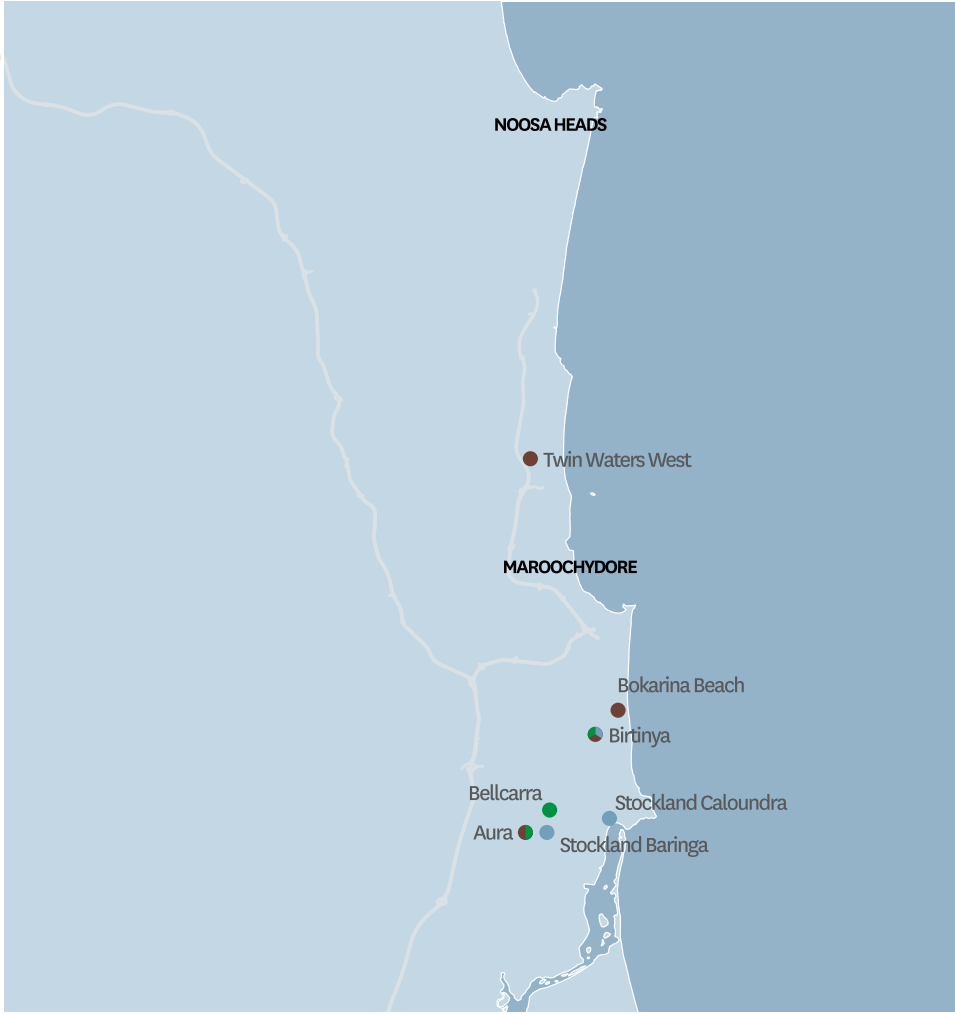 NOOSA HEADS
Twin Waters West
MAROOCHYDORE
Bokarina Beach
Birtinya
Bellcarra
Stockland Caloundra
Aura
Stockland Baringa